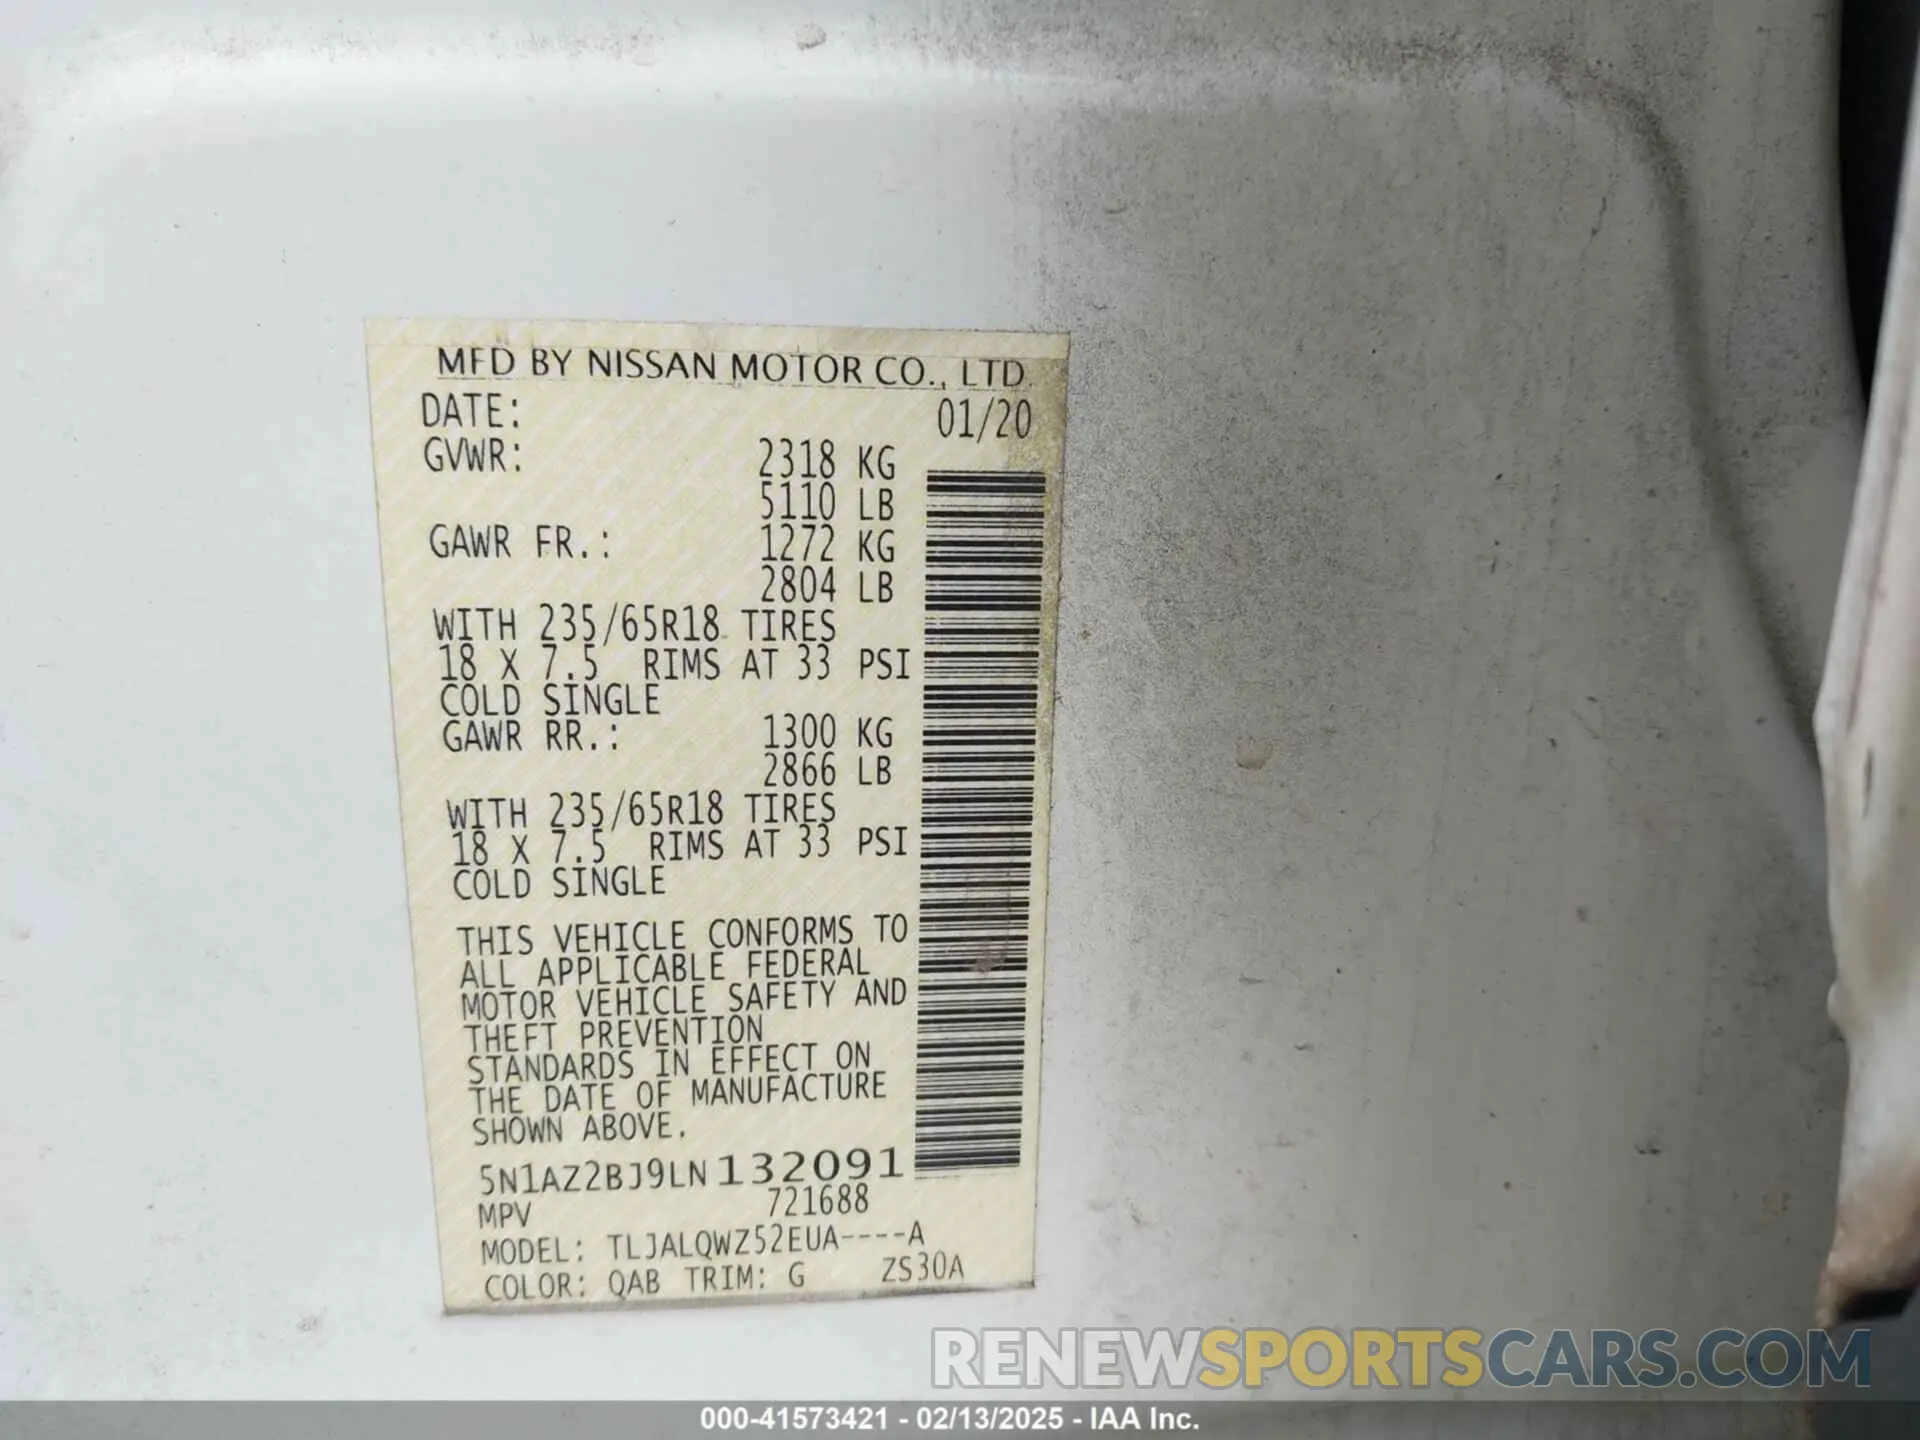 MFD BY NISSAN MOTOR CO., LTD.
DATE: 01/20
GVWR: 2318 KG
5110 LB
GAWR FR.: 1272 KG
2804 LB
WITH 235/65R18 TIRES
18 X 7.5 RIMS AT 33 PSI
COLD SINGLE
GAWR RR.: 1300 KG
2866 LB
WITH 235/65R18 TIRES
18 X 7.5 RIMS AT 33 PSI
COLD SINGLE
THIS VEHICLE CONFORMS TO
ALL APPLICABLE FEDERAL
MOTOR VEHICLE SAFETY AND
THEFT PREVENTION
STANDARDS IN EFFECT ON
THE DATE OF MANUFACTURE
SHOWN ABOVE.
5N1AZ2BJ9LN132091
MPV 721688
MODEL: TLJALQWZ52EUA----A
COLOR: QAB TRIM: G ZS30A
RENEWSPORTSCARS.COM
000-41573421 - 02/13/2025 - IAA Inc.